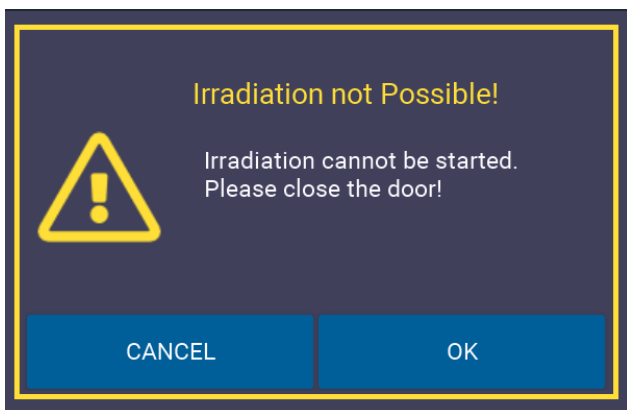 Irradiation not Possible!
Irradiation cannot be started.
Please close the door!
CANCEL
OK